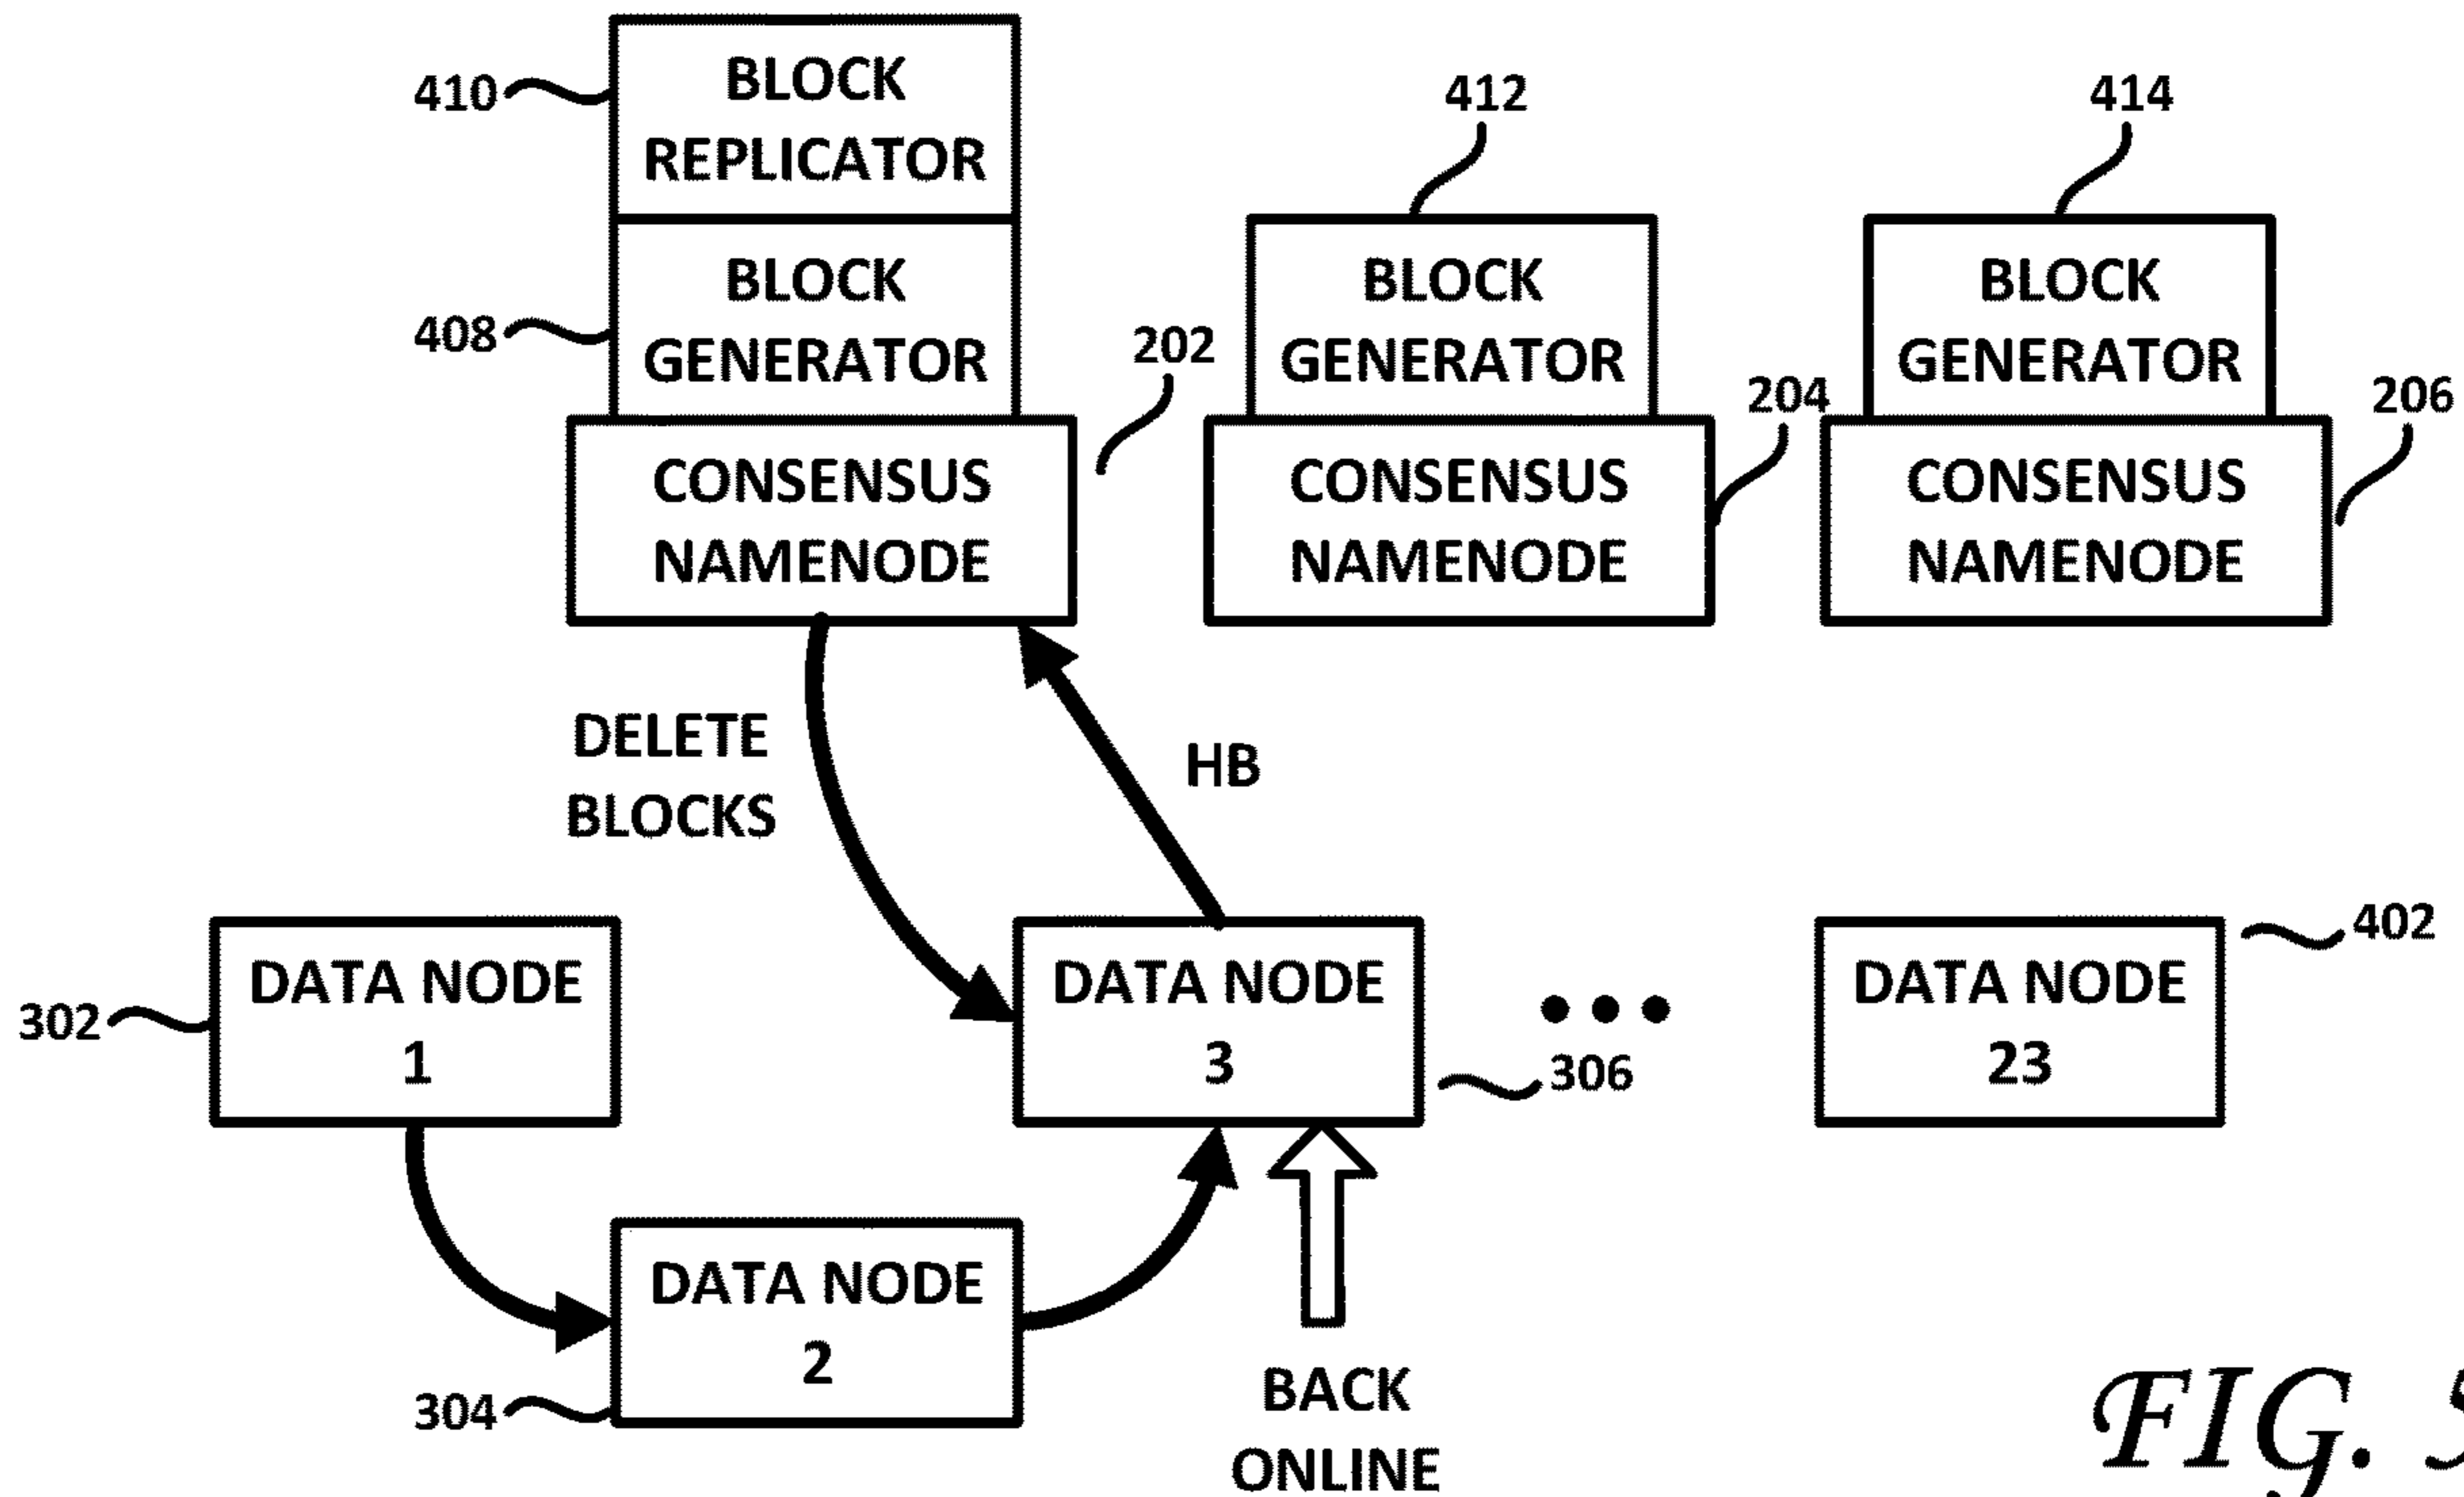 BLOCK
REPLICATOR
410
412
414
BLOCK
GENERATOR
408
BLOCK
GENERATOR
BLOCK
GENERATOR
202
204
206
CONSENSUS
NAMENODE
CONSENSUS
NAMENODE
CONSENSUS
NAMENODE
DELETE
BLOCKS
HB
302
DATA NODE
1
DATA NODE
3
306
DATA NODE
23
402
DATA NODE
2
304
BACK
ONLINE
FIG. 5